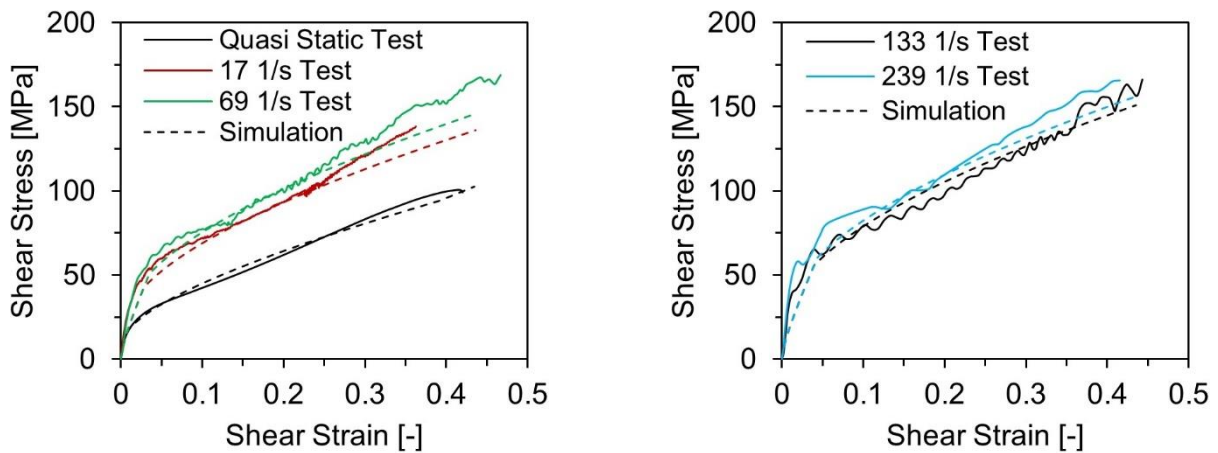 200
150
100
50
0
Shear Stress [MPa]
Quasi Static Test
17 1/s Test
69 1/s Test
Simulation
0 0.1 0.2 0.3 0.4 0.5
Shear Strain [-]
200
150
100
50
0
Shear Stress [MPa]
133 1/s Test
239 1/s Test
Simulation
0 0.1 0.2 0.3 0.4 0.5
Shear Strain [-]